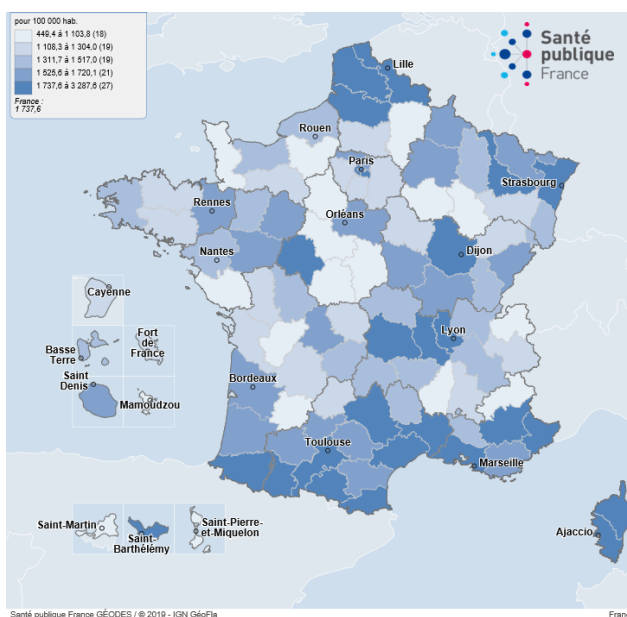 pour 100 000 hab.
449,4 à 1 103,8 (18)
1 108,3 à 1 304,0 (19)
1 311,7 à 1 517,0 (19)
1 525,6 à 1 720,1 (21)
1 737,6 à 3 287,6 (27)
France :
1 737,6
Santé
publique
France
Lille
Rouen
Paris
Strasbourg
Rennes
Orléans
Dijon
Nantes
Cayenne
Lyon
Basse
Terre
Fort
de
France
Saint
Denis
Mamoudzou
Bordeaux
Toulouse
Marseille
Ajaccio
Saint-Martin
Saint-
Barthélémy
Saint-Pierre-
et-Miquelon
Santé publique France GÉODES / © 2019 - IGN GéoFla
Franc